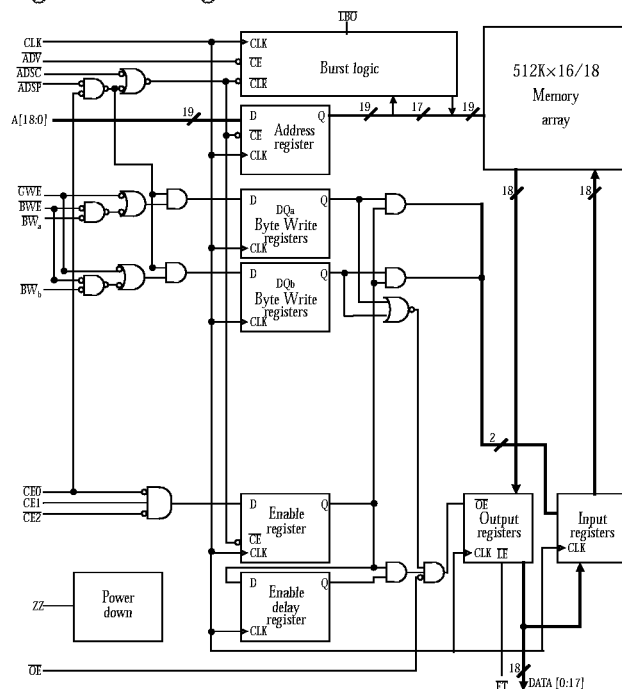 LBO
CLK
ADV
ADSC
ADSP
CLK
CE
CLR
Burst logic
512K×16/18
Memory
array
A[18:0]
19
D
Q
CE
CLK
Address
register
19
17
19
GWE
BWE
BWa
BWb
D
DQa
Q
Byte Write
registers
CLK
D
DQb
Q
Byte Write
registers
CLK
18
18
2
CE0
CE1
CE2
D
Q
Enable
register
CE
CLK
D
Q
Enable
delay
register
CLK
OE
Output
registers
CLK
LE
Input
registers
CLK
ZZ
Power
down
OE
FT
18
DATA [0:17]